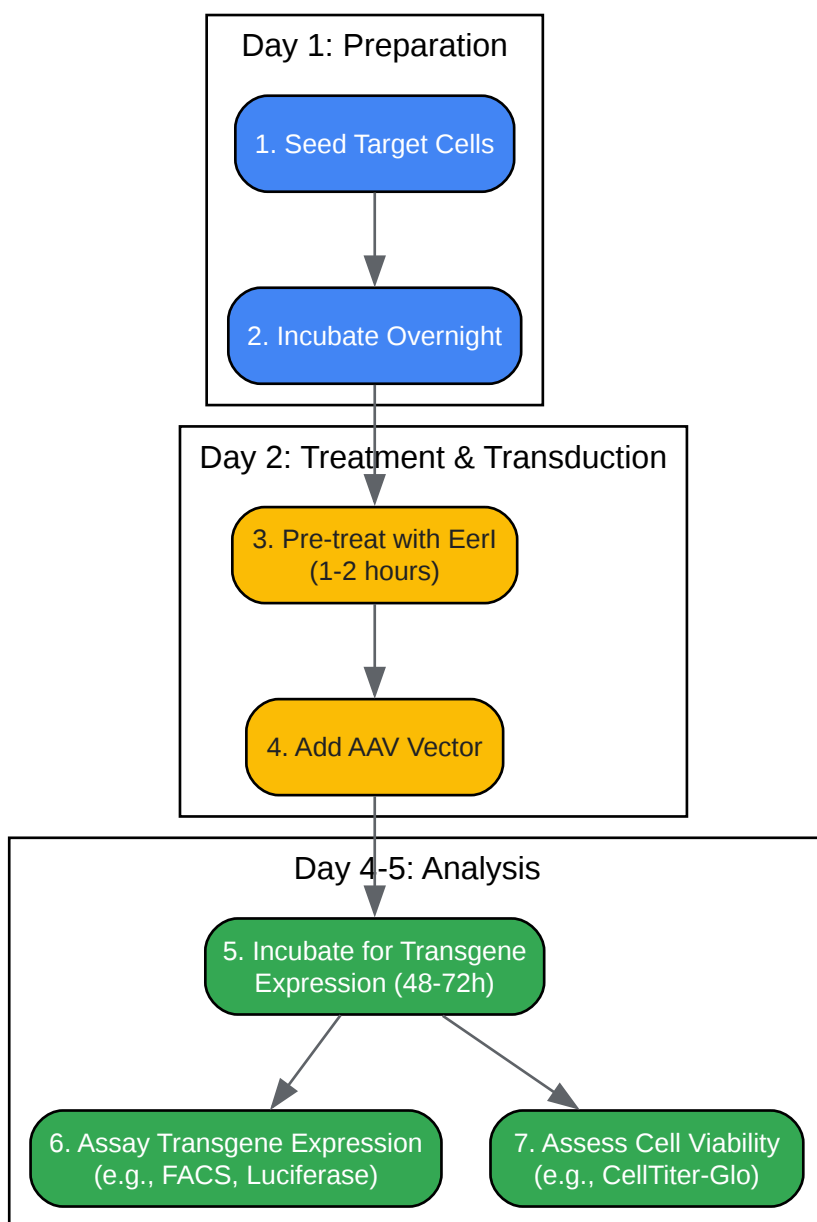 Day 1: Preparation
1. Seed Target Cells
2. Incubate Overnight
Day 2: Treatment & Transduction
3. Pre-treat with EerI
(1-2 hours)
4. Add AAV Vector
Day 4-5: Analysis
5. Incubate for Transgene
Expression (48-72h)
6. Assay Transgene Expression
(e.g., FACS, Luciferase)
7. Assess Cell Viability
(e.g., CellTiter-Glo)